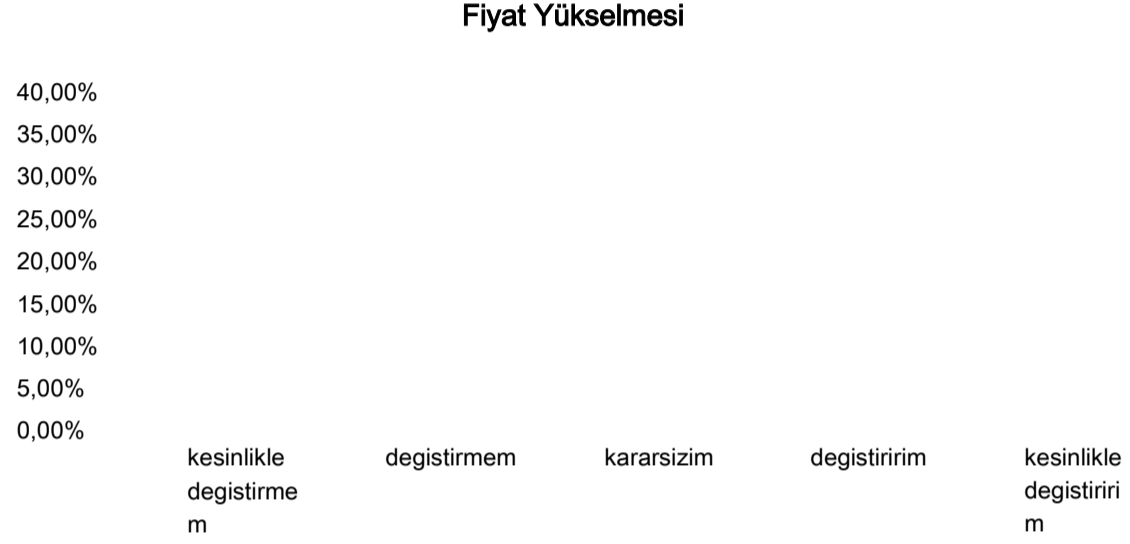 Fiyat Yükselmesi
40,00%
35,00%
30,00%
25,00%
20,00%
15,00%
10,00%
5,00%
0,00%
kesinlikle
degistirme
m
degistirmem
kararsizim
degistiririm
kesinlikle
degistiriri
m